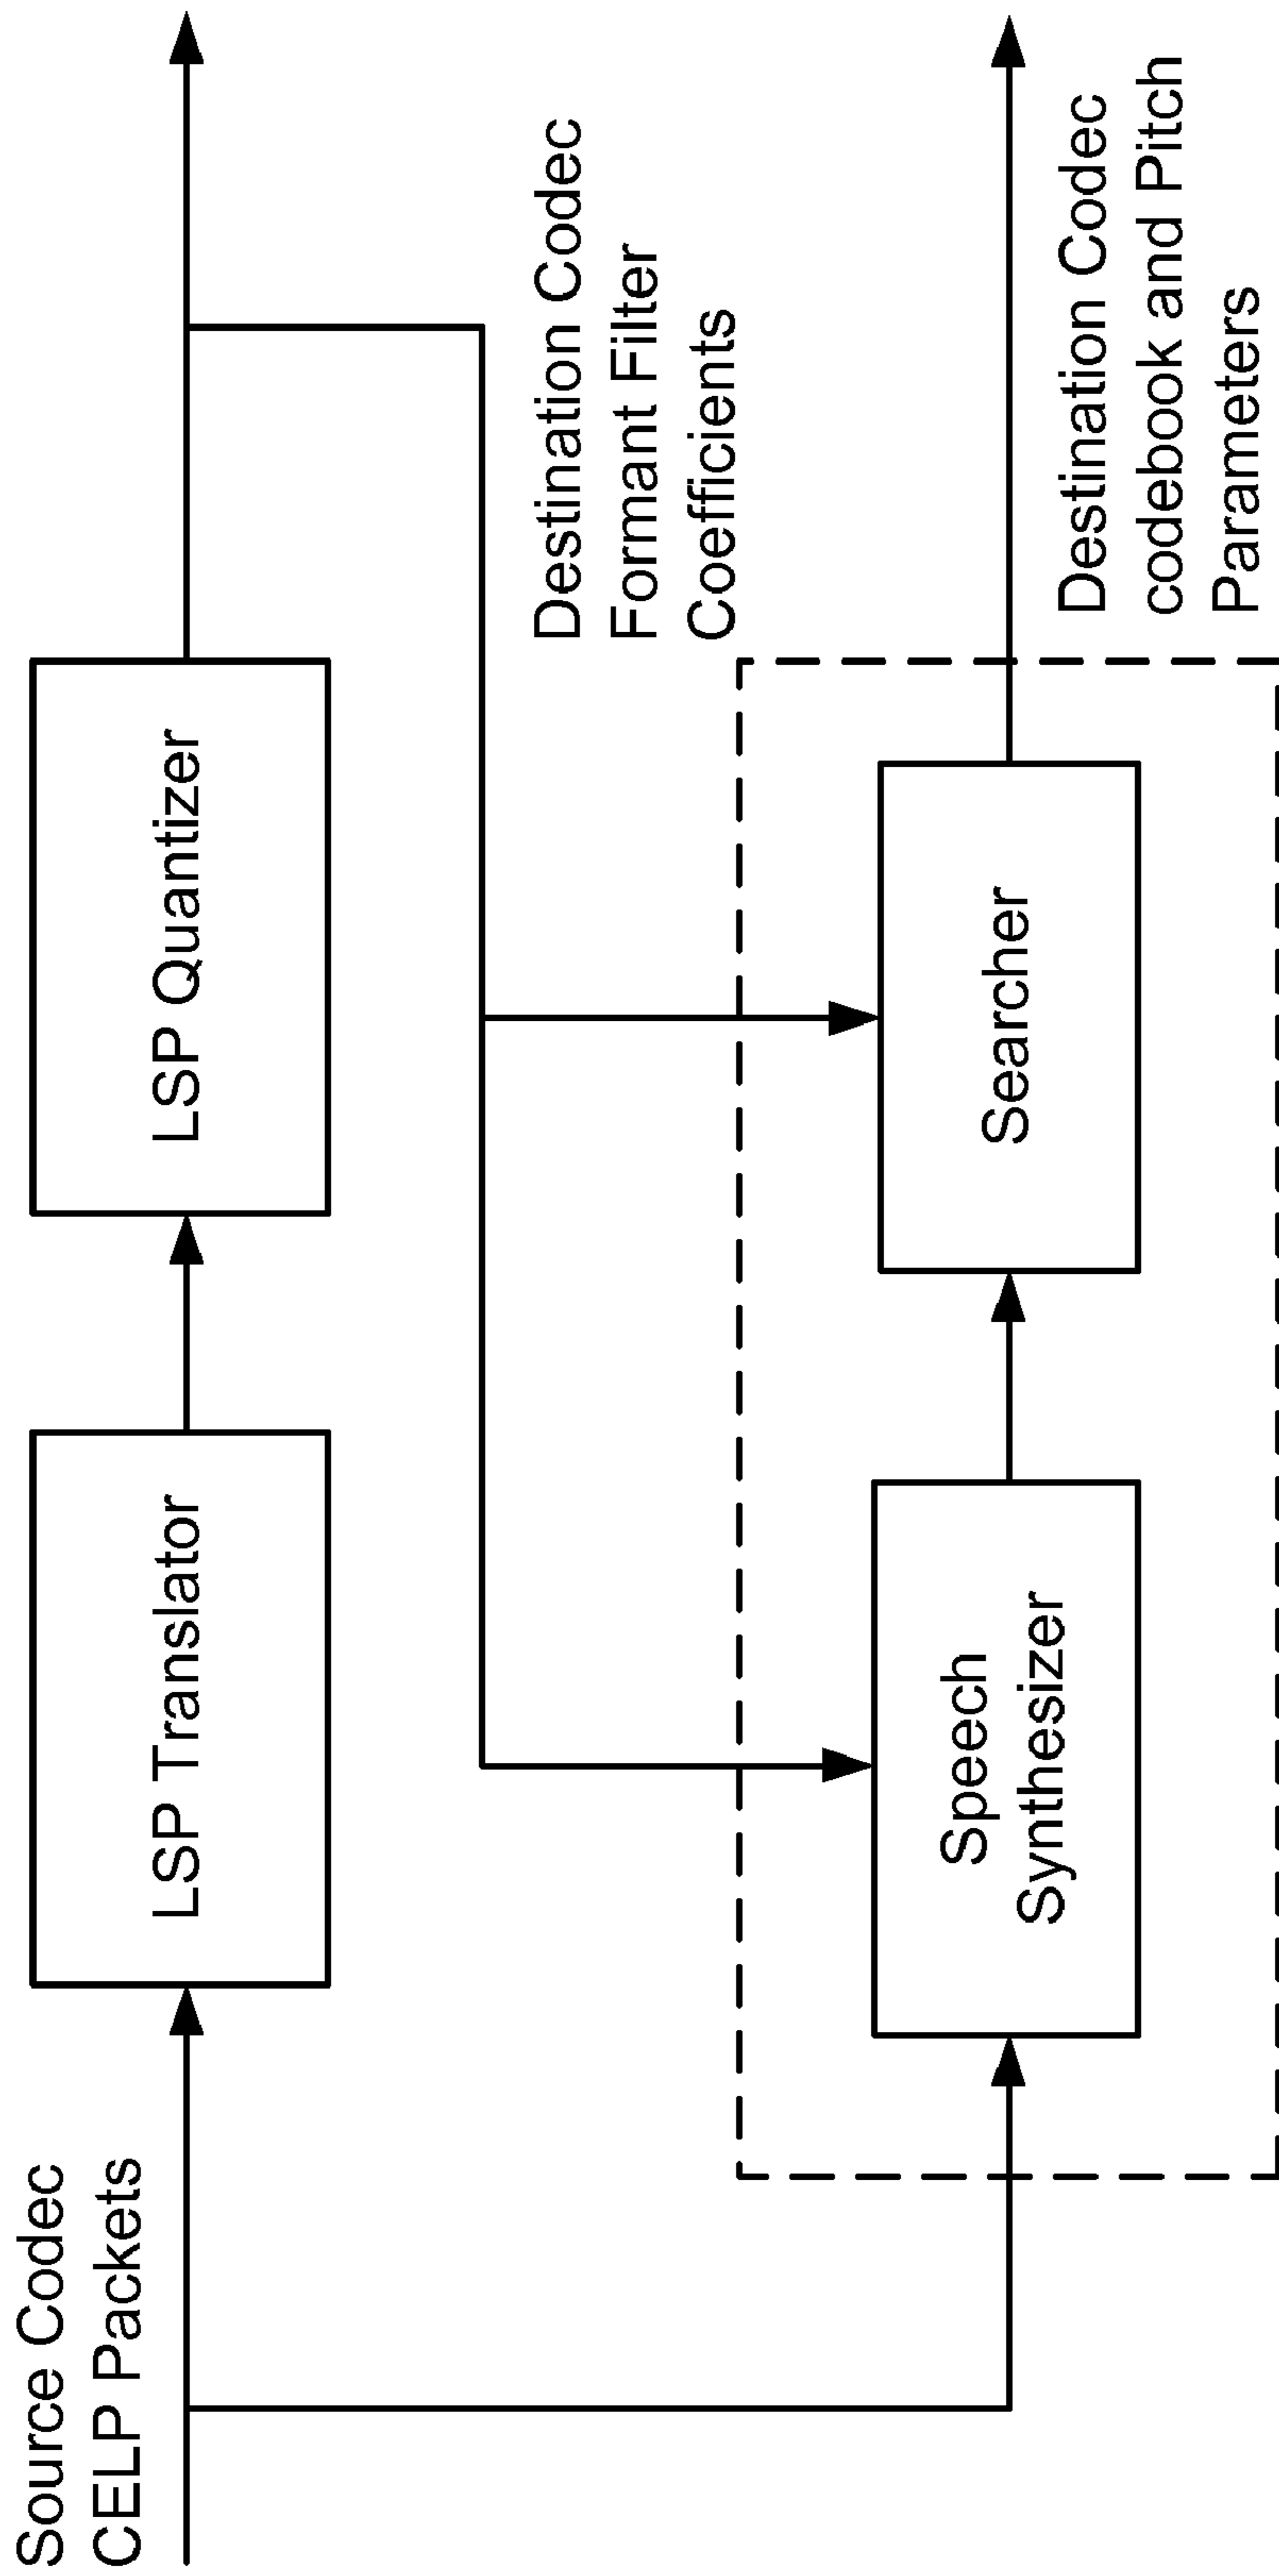 Source Codec
CELP Packets
LSP Translator
LSP Quantizer
Destination Codec
Formant Filter
Coefficients
Speech
Synthesizer
Searcher
Destination Codec
codebook and Pitch
Parameters